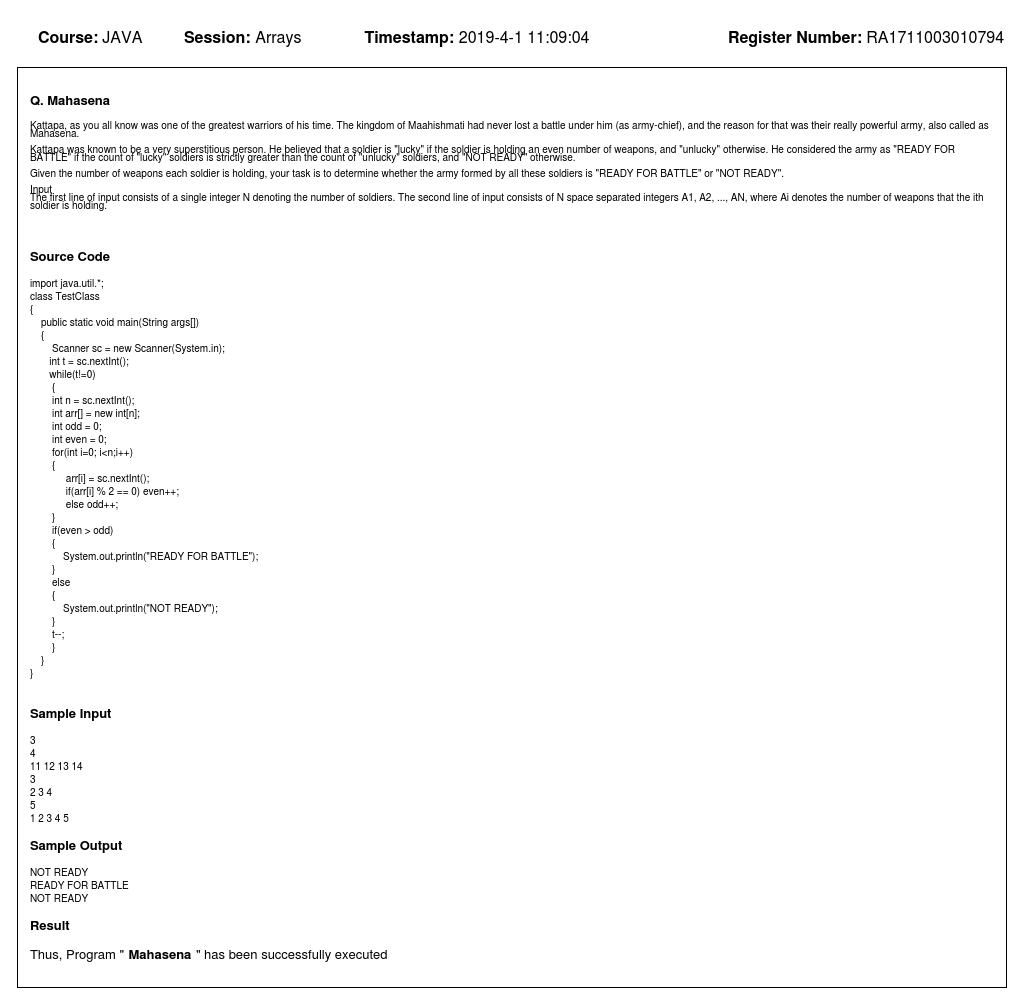 Course: JAVA Session: Arrays Timestamp: 2019-4-1 11:09:04 Register Number: RA1711003010794
Q. Mahasena
Kattapa, as you all know was one of the greatest warriors of his time. The kingdom of Maahishmati had never lost a battle under him (as army-chief), and the reason for that was their really powerful army, also called as
Mahasena.
Kattapa was known to be a very superstitious person. He believed that a soldier is "lucky" if the soldier is holding an even number of weapons, and "unlucky" otherwise. He considered the army as "READY FOR
BATTLE" if the count of "lucky" soldiers is strictly greater than the count of "unlucky" soldiers, and "NOT READY" otherwise.
Given the number of weapons each soldier is holding, your task is to determine whether the army formed by all these soldiers is "READY FOR BATTLE" or "NOT READY".
Input
The first line of input consists of a single integer N denoting the number of soldiers. The second line of input consists of N space separated integers A1, A2, ..., AN, where Ai denotes the number of weapons that the ith
soldier is holding.
Source Code
import java.util.*;
class TestClass
{
public static void main(String args[])
{
Scanner sc = new Scanner(System.in);
int t = sc.nextInt();
while(t!=0)
{
int n = sc.nextInt();
int arr[] = new int[n];
int odd = 0;
int even = 0;
for(int i=0; i<n;i++)
{
arr[i] = sc.nextInt();
if(arr[i] % 2 == 0) even++;
else odd++;
}
if(even > odd)
{
System.out.println("READY FOR BATTLE");
}
else
{
System.out.println("NOT READY");
}
t--;
}
}
}
Sample Input
3
4
11 12 13 14
3
2 3 4
5
1 2 3 4 5
Sample Output
NOT READY
READY FOR BATTLE
NOT READY
Result
Thus, Program " Mahasena " has been successfully executed